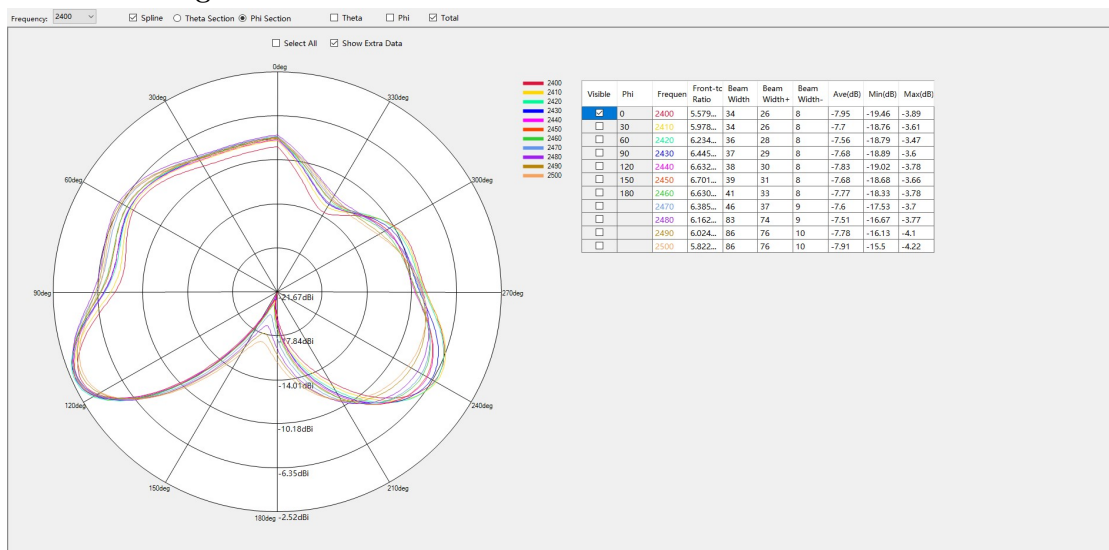 Frequency: 2400 Spline Theta Section Phi Section Theta Phi Total
Select All Show Extra Data
0deg
30deg
330deg
60deg
300deg
90deg
270deg
120deg
240deg
150deg
210deg
180deg
-21.67dBi
-17.84dBi
-14.01dBi
-10.18dBi
-6.35dBi
-2.52dBi
2400
2410
2420
2430
2440
2450
2460
2470
2480
2490
2500
Visible Phi Frequen Front-tc Ratio Beam Width Beam Width+ Beam Width- Ave(dB) Min(dB) Max(dB)
0 2400 5.579... 34 26 8 -7.95 -19.46 -3.89
30 2410 5.978... 34 26 8 -7.7 -18.76 -3.61
60 2420 6.234... 36 28 8 -7.56 -18.79 -3.47
90 2430 6.445... 37 29 8 -7.68 -18.89 -3.6
120 2440 6.632... 38 30 8 -7.83 -19.02 -3.78
150 2450 6.701... 39 31 8 -7.68 -18.68 -3.66
180 2460 6.630... 41 33 8 -7.77 -18.33 -3.78
2470 6.385... 46 37 9 -7.6 -17.53 -3.7
2480 6.162... 83 74 9 -7.51 -16.67 -3.77
2490 6.024... 86 76 10 -7.78 -16.13 -4.1
2500 5.822... 86 76 10 -7.91 -15.5 -4.22